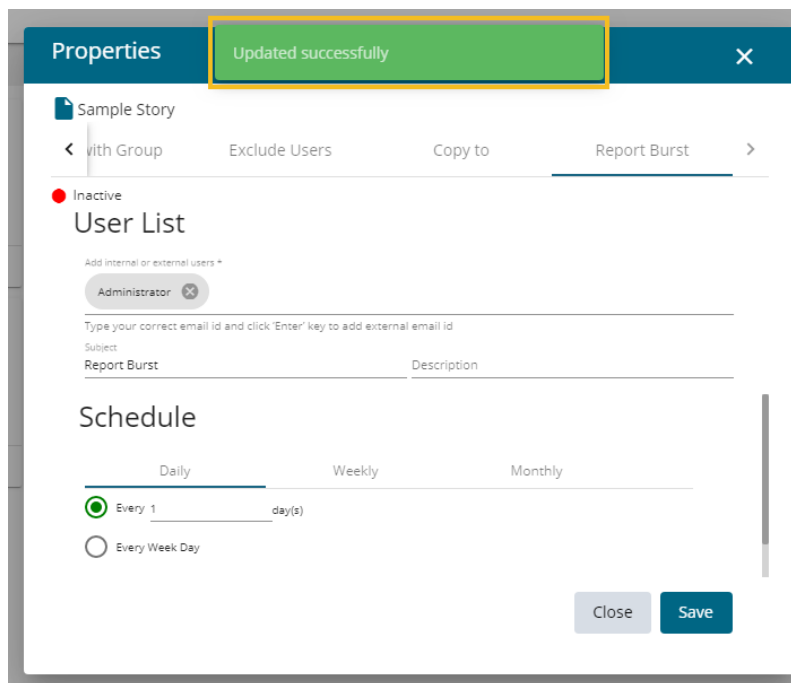 Properties
Updated successfully
Sample Story
with Group Exclude Users Copy to Report Burst
Inactive
User List
Add internal or external users *
Administrator
Type your correct email id and click 'Enter' key to add external email id
Subject
Report Burst Description
Schedule
Daily Weekly Monthly
Every 1 day(s)
Every Week Day
Close Save